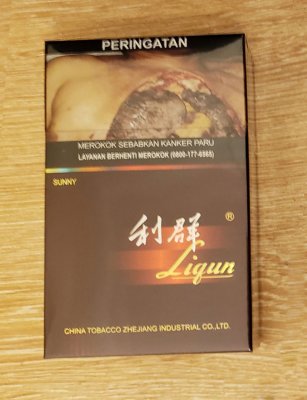 PERINGATAN
MEROKOK SEBABKAN KANKER PARU
LAYANAN BERHENTI MEROKOK (0800-177-6565)
SUNNY
利群 ®
Liqun
CHINA TOBACCO ZHEJIANG INDUSTRIAL CO.,LTD.